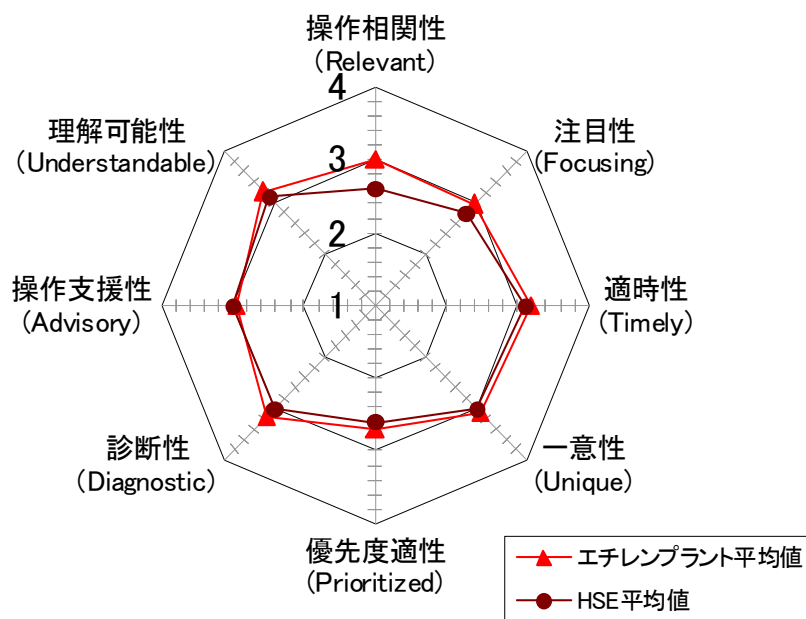 操作相関性
(Relevant)
4
理解可能性
(Understandable)
注目性
(Focusing)
3
2
操作支援性
(Advisory)
1
適時性
(Timely)
診断性
(Diagnostic)
一意性
(Unique)
優先度適性
(Prioritized)
エチレンプラント平均値
HSE平均値